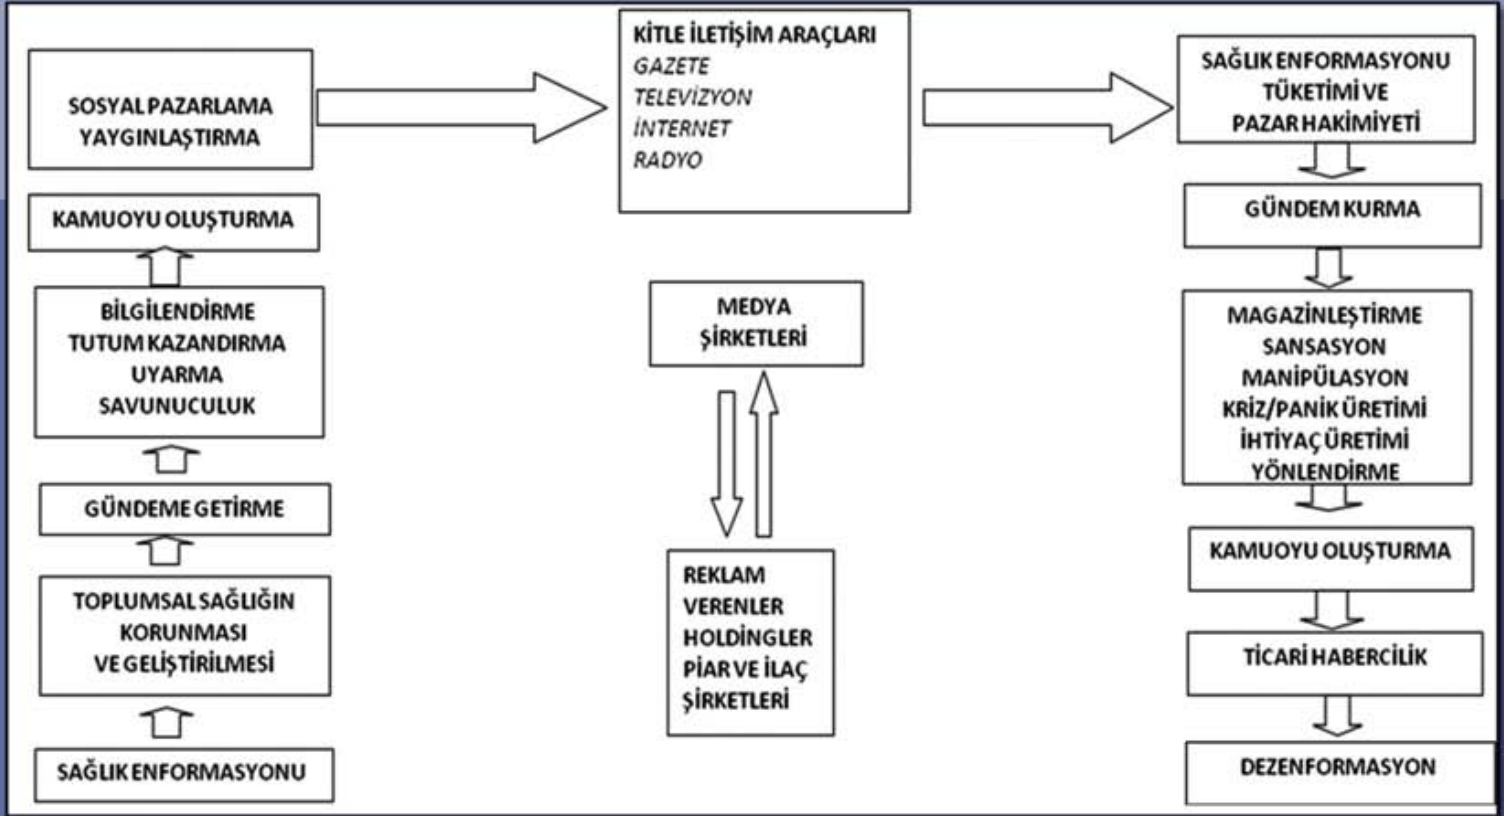 SOSYAL PAZARLAMA
YAYGINLAŞTIRMA
KAMUOYU OLUŞTURMA
BİLGİLENDİRME
TUTUM KAZANDIRMA
UYARMA
SAVUNUCULUK
GÜNDEME GETİRME
TOPLUMSAL SAĞLIĞIN
KORUNMASI
VE GELİŞTİRİLMESİ
SAĞLIK ENFORMASYONU
KİTLE İLETİŞİM ARAÇLARI
GAZETE
TELEVİZYON
İNTERNET
RADYO
MEDYA
ŞİRKETLERİ
REKLAM
VERENLER
HOLDİNGLER
PİAR VE İLAÇ
ŞİRKETLERİ
SAĞLIK ENFORMASYONU
TÜKETİMİ VE
PAZAR HAKİMİYETİ
GÜNDEM KURMA
MAGAZİNLEŞTİRME
SANSASYON
MANİPÜLASYON
KRİZ/PANİK ÜRETİMİ
İHTİYAÇ ÜRETİMİ
YÖNLENDİRME
KAMUOYU OLUŞTURMA
TİCARİ HABERCİLİK
DEZENFORMASYON